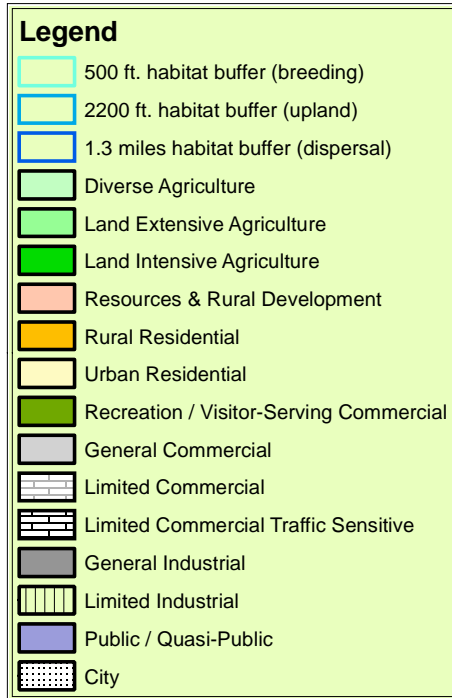 Legend
500 ft. habitat buffer (breeding)
2200 ft. habitat buffer (upland)
1.3 miles habitat buffer (dispersal)
Diverse Agriculture
Land Extensive Agriculture
Land Intensive Agriculture
Resources & Rural Development
Rural Residential
Urban Residential
Recreation / Visitor-Serving Commercial
General Commercial
Limited Commercial
Limited Commercial Traffic Sensitive
General Industrial
Limited Industrial
Public / Quasi-Public
City